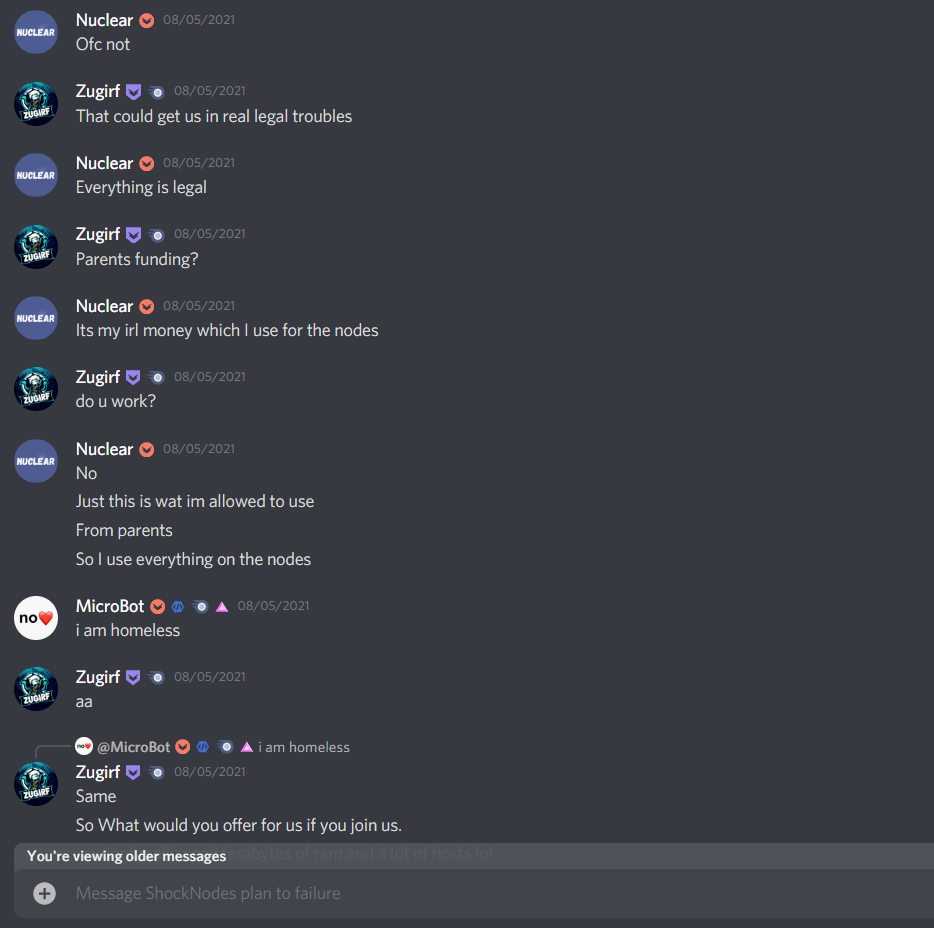 NUCLEAR
Nuclear 08/05/2021
Ofc not
ZUGIRF
Zugirf 08/05/2021
That could get us in real legal troubles
NUCLEAR
Nuclear 08/05/2021
Everything is legal
ZUGIRF
Zugirf 08/05/2021
Parents funding?
NUCLEAR
Nuclear 08/05/2021
Its my irl money which I use for the nodes
ZUGIRF
Zugirf 08/05/2021
do u work?
NUCLEAR
Nuclear 08/05/2021
No
Just this is wat im allowed to use
From parents
So I use everything on the nodes
no
MicroBot 08/05/2021
i am homeless
ZUGIRF
Zugirf 08/05/2021
aa
no @MicroBot i am homeless
ZUGIRF
Zugirf 08/05/2021
Same
So What would you offer for us if you join us.
You're viewing older messages terabytes of ram and a lot of hosts lol
Message ShockNodes plan to failure